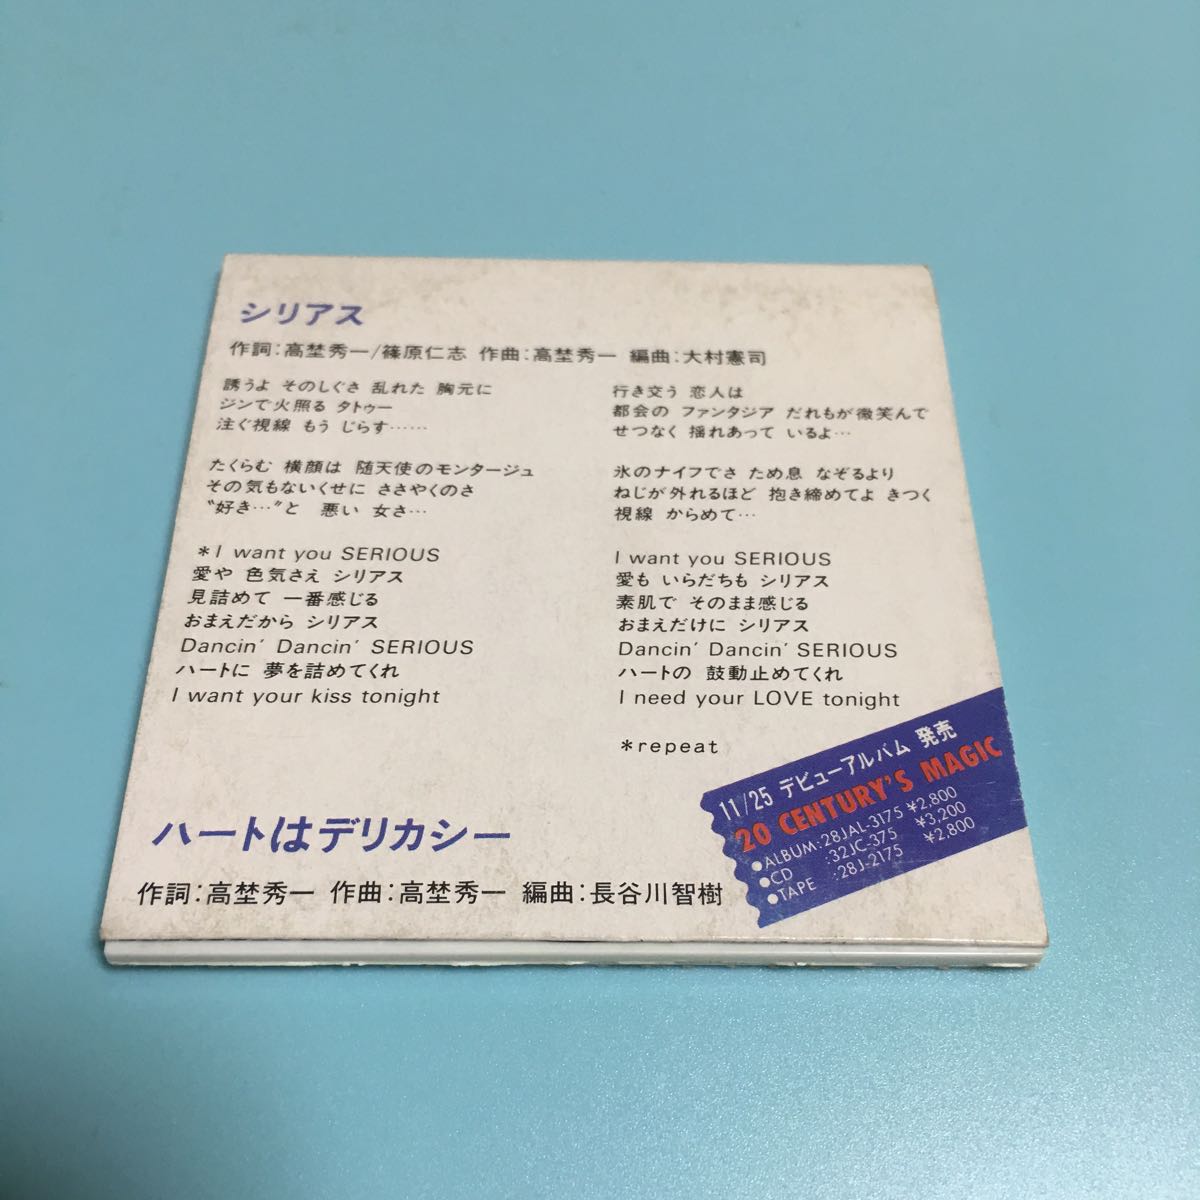 シリアス
作詞：高埜秀一/篠原仁志 作曲：高埜秀一 編曲：大村憲司
誘うよ そのしぐさ 乱れた 胸元に
ジンで火照る タトゥー
注ぐ視線 もう じらす……
たくらむ 横顔は 随天使のモンタージュ
その気もないくせに ささやくのさ
“好き…”と 悪い 女さ…
＊I want you SERIOUS
愛や 色気さえ シリアス
見詰めて 一番感じる
おまえだから シリアス
Dancin' Dancin' SERIOUS
ハートに 夢を詰めてくれ
I want your kiss tonight
行き交う 恋人は
都会の ファンタジア だれもが微笑んで
せつなく 揺れあって いるよ…
氷のナイフでさ ため息 なぞるより
ねじが外れるほど 抱き締めてよ きつく
視線 からめて…
I want you SERIOUS
愛も いらだちも シリアス
素肌で そのまま感じる
おまえだけに シリアス
Dancin' Dancin' SERIOUS
ハートの 鼓動止めてくれ
I need your LOVE tonight
＊repeat
ハートはデリカシー
作詞：高埜秀一 作曲：高埜秀一 編曲：長谷川智樹
11/25 デビューアルバム 発売
20 CENTURY'S MAGIC
●ALBUM:28JAL-3175 ¥2,800
●CD :32JC-375 ¥3,200
●TAPE :28J-2175 ¥2,800